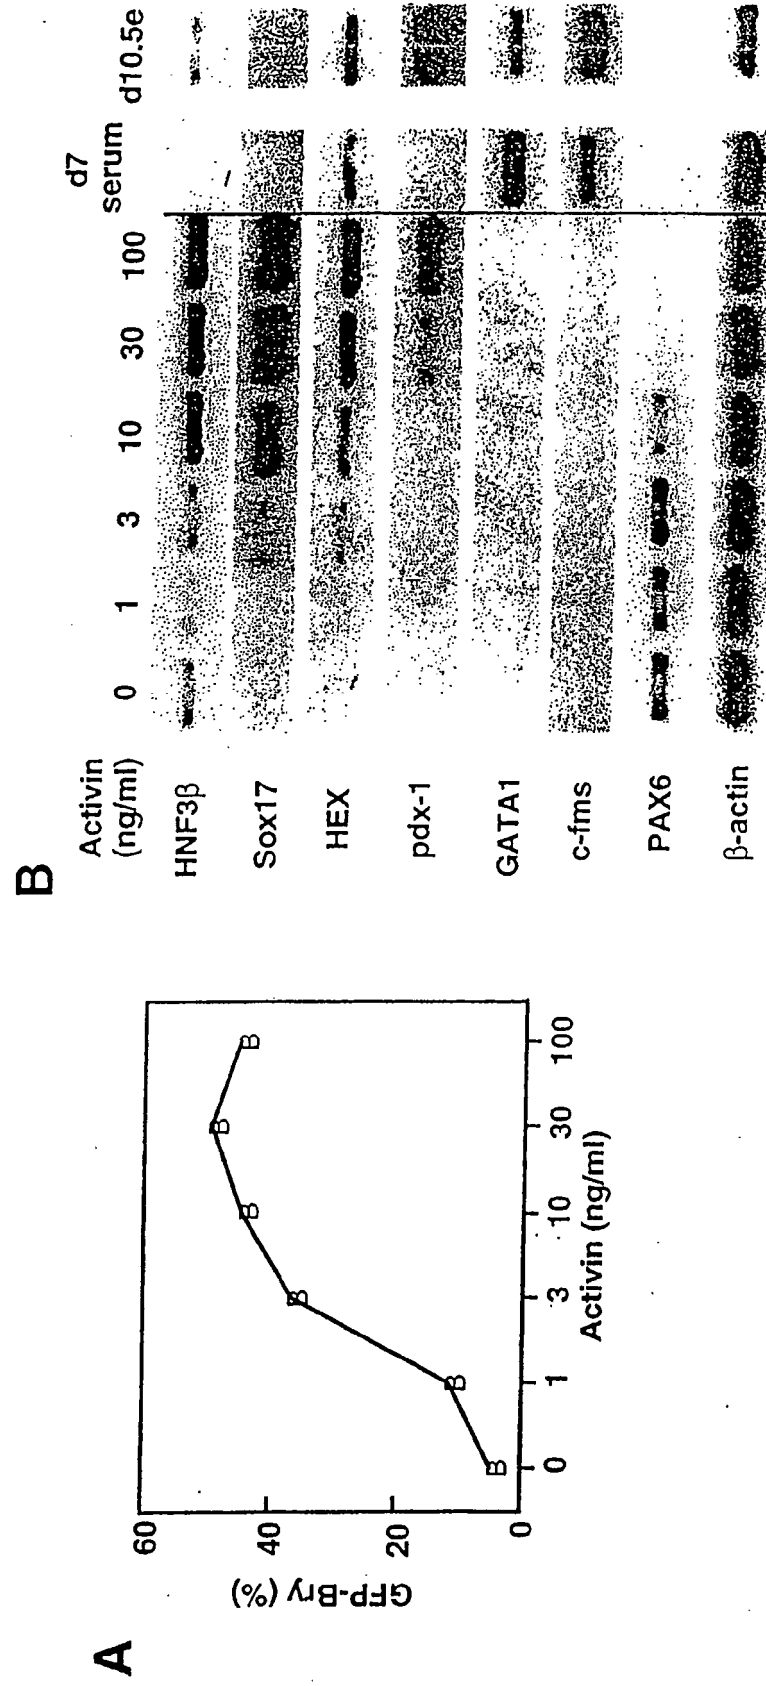 A
GFP-Bry (%)
60
40
20
0
B
B
B
B
B
B
0
1
3
10
30
100
Activin (ng/ml)
B
Activin
(ng/ml)
0
1
3
10
30
100
d7
serum
d10.5e
HNF3β
Sox17
HEX
pdx-1
GATA1
c-fms
PAX6
β-actin